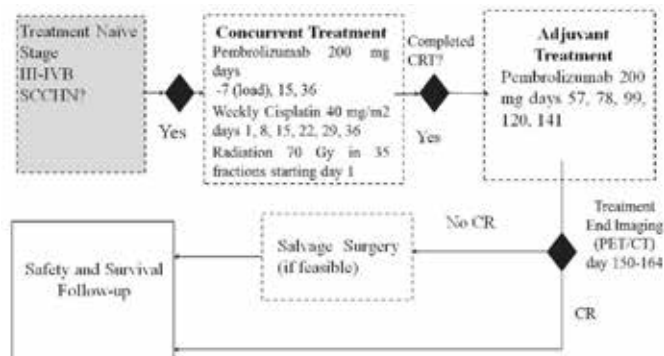 Treatment Naïve
Stage
III-IVB
SCCHN?
Yes
Concurrent Treatment
Pembrolizumab 200 mg
days
-7 (load), 15, 36
Weekly Cisplatin 40 mg/m2
days 1, 8, 15, 22, 29, 36
Radiation 70 Gy in 35
fractions starting day 1
Completed
CRT?
Yes
Adjuvant
Treatment
Pembrolizumab 200
mg days 57, 78, 99,
120, 141
Treatment
End Imaging
(PET/CT)
day 150-164
No CR
Salvage Surgery
(if feasible)
CR
Safety and Survival
Follow-up